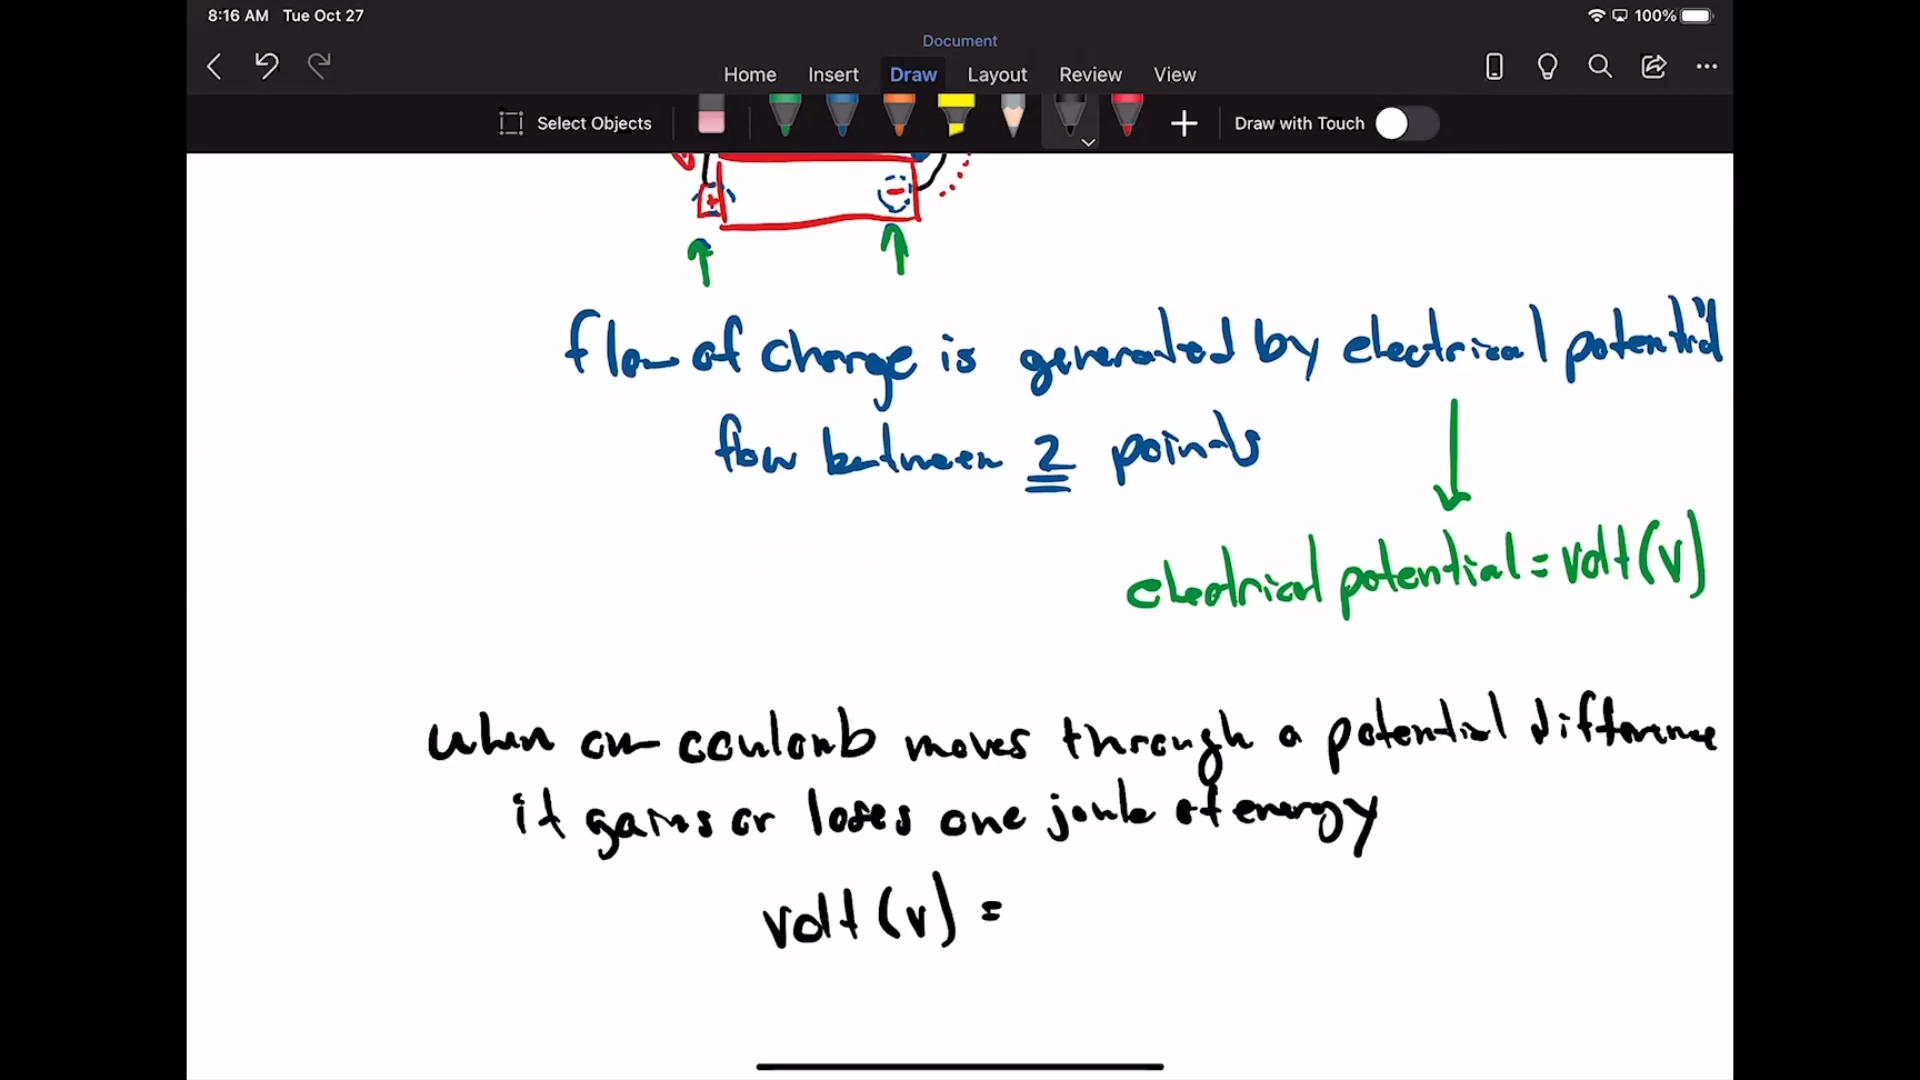 8:16 AM Tue Oct 27
100%
Document
Home Insert Draw Layout Review View
Select Objects
Draw with Touch
+
-
flow of charge is generated by electrical potential
flow between 2 points
electrical potential = volt (v)
when one coulomb moves through a potential difference
it gains or loses one joule of energy
volt (v) =